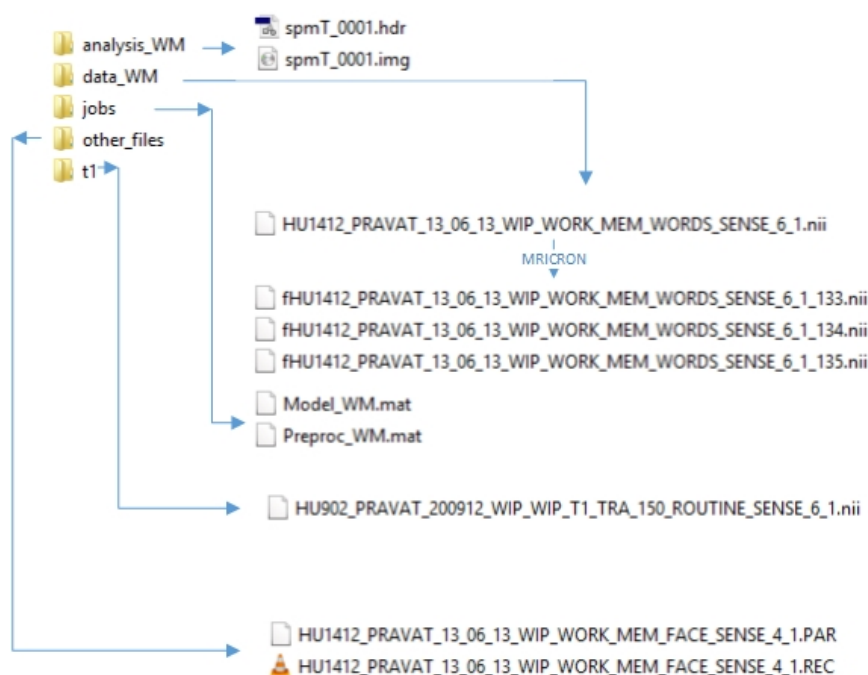 analysis_WM
data_WM
jobs
other_files
t1
spmT_0001.hdr
spmT_0001.img
HU1412_PRAVAT_13_06_13_WIP_WORK_MEM_WORDS_SENSE_6_1.nii
MRICRON
fHU1412_PRAVAT_13_06_13_WIP_WORK_MEM_WORDS_SENSE_6_1_133.nii
fHU1412_PRAVAT_13_06_13_WIP_WORK_MEM_WORDS_SENSE_6_1_134.nii
fHU1412_PRAVAT_13_06_13_WIP_WORK_MEM_WORDS_SENSE_6_1_135.nii
Model_WM.mat
Preproc_WM.mat
HU902_PRAVAT_200912_WIP_WIP_T1_TRA_150_ROUTINE_SENSE_6_1.nii
HU1412_PRAVAT_13_06_13_WIP_WORK_MEM_FACE_SENSE_4_1.PAR
HU1412_PRAVAT_13_06_13_WIP_WORK_MEM_FACE_SENSE_4_1.REC